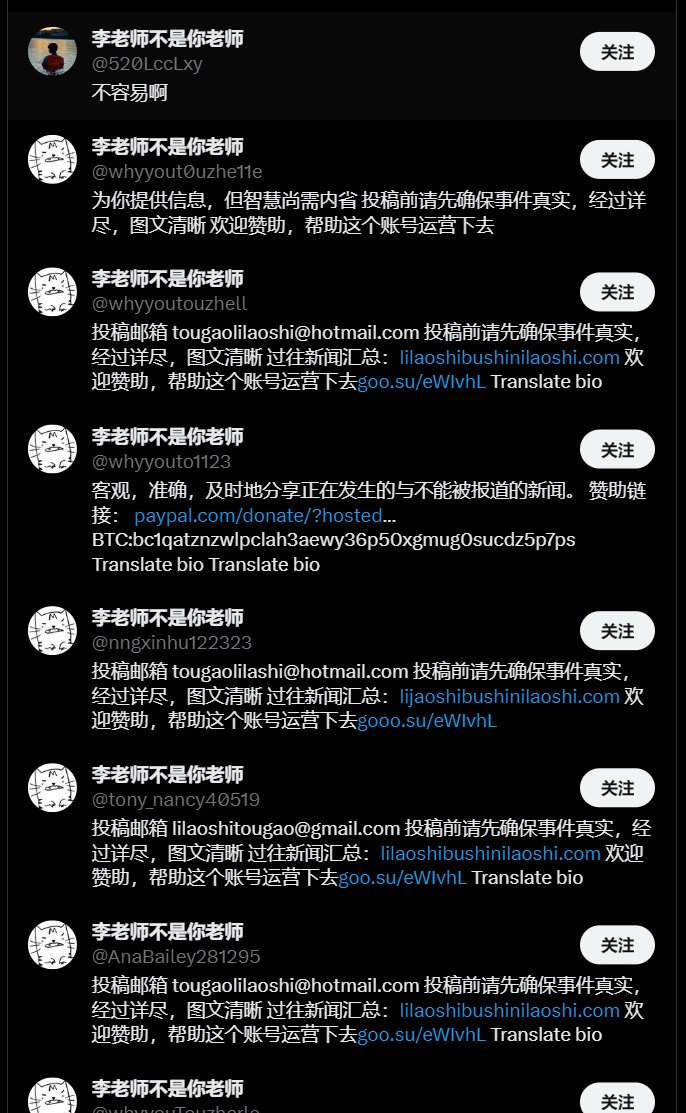 李老师不是你老师
@520LccLxy
关注
不容易啊
李老师不是你老师
@whyyout0uzhe11e
关注
为你提供信息，但智慧尚需内省 投稿前请先确保事件真实，经过详
尽，图文清晰 欢迎赞助，帮助这个账号运营下去
李老师不是你老师
@whyyoutouzhell
关注
投稿邮箱 tougaolilaoshi@hotmail.com 投稿前请先确保事件真实，
经过详尽，图文清晰 过往新闻汇总：lilaoshibushinilaoshi.com 欢
迎赞助，帮助这个账号运营下去goo.su/eWIvhL Translate bio
李老师不是你老师
@whyyouto1123
关注
客观，准确，及时地分享正在发生的与不能被报道的新闻。 赞助链
接： paypal.com/donate/?hosted…
BTC:bc1qatznzwlpclah3aewy36p50xgmug0sucdz5p7ps
Translate bio Translate bio
李老师不是你老师
@nngxinhu122323
关注
投稿邮箱 tougaolilashi@hotmail.com 投稿前请先确保事件真实，
经过详尽，图文清晰 过往新闻汇总：lijaoshibushinilaoshi.com 欢
迎赞助，帮助这个账号运营下去gooo.su/eWIvhL
李老师不是你老师
@tony_nancy40519
关注
投稿邮箱 lilaoshitougao@gmail.com 投稿前请先确保事件真实，经
过详尽，图文清晰 过往新闻汇总：lilaoshibushinilaoshi.com 欢迎
赞助，帮助这个账号运营下去goo.su/eWIvhL Translate bio
李老师不是你老师
@AnaBailey281295
关注
投稿邮箱 tougaolilaoshi@hotmail.com 投稿前请先确保事件真实，
经过详尽，图文清晰 过往新闻汇总：lilaoshibushinilaoshi.com 欢
迎赞助，帮助这个账号运营下去goo.su/eWIvhL Translate bio
李老师不是你老师
关注